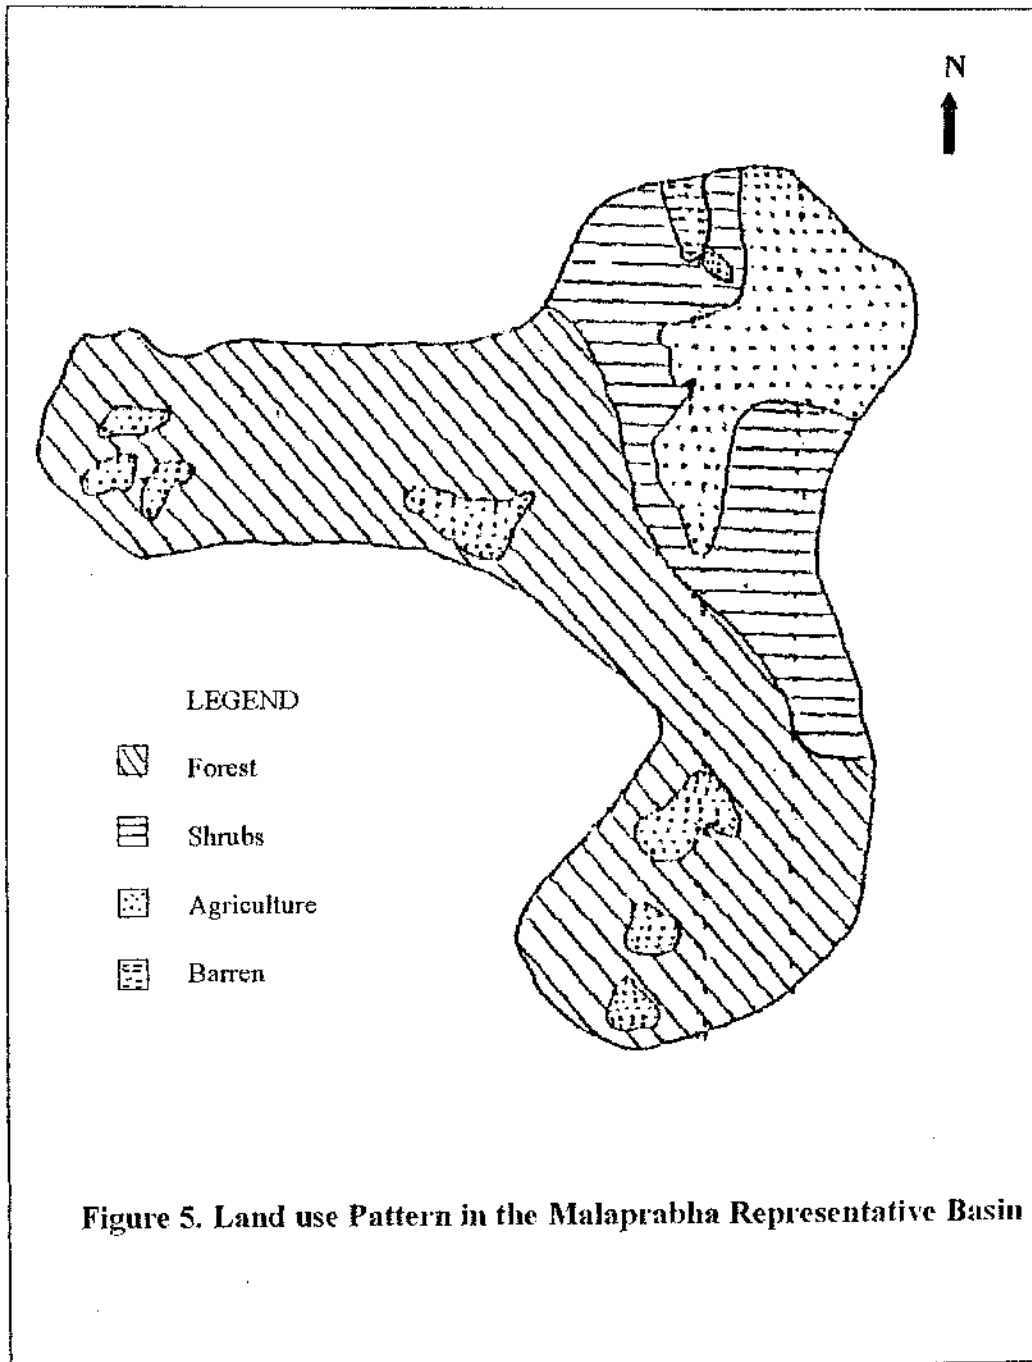 N
LEGEND
Forest
Shrubs
Agriculture
Barren
Figure 5. Land use Pattern in the Malaprabha Representative Basin